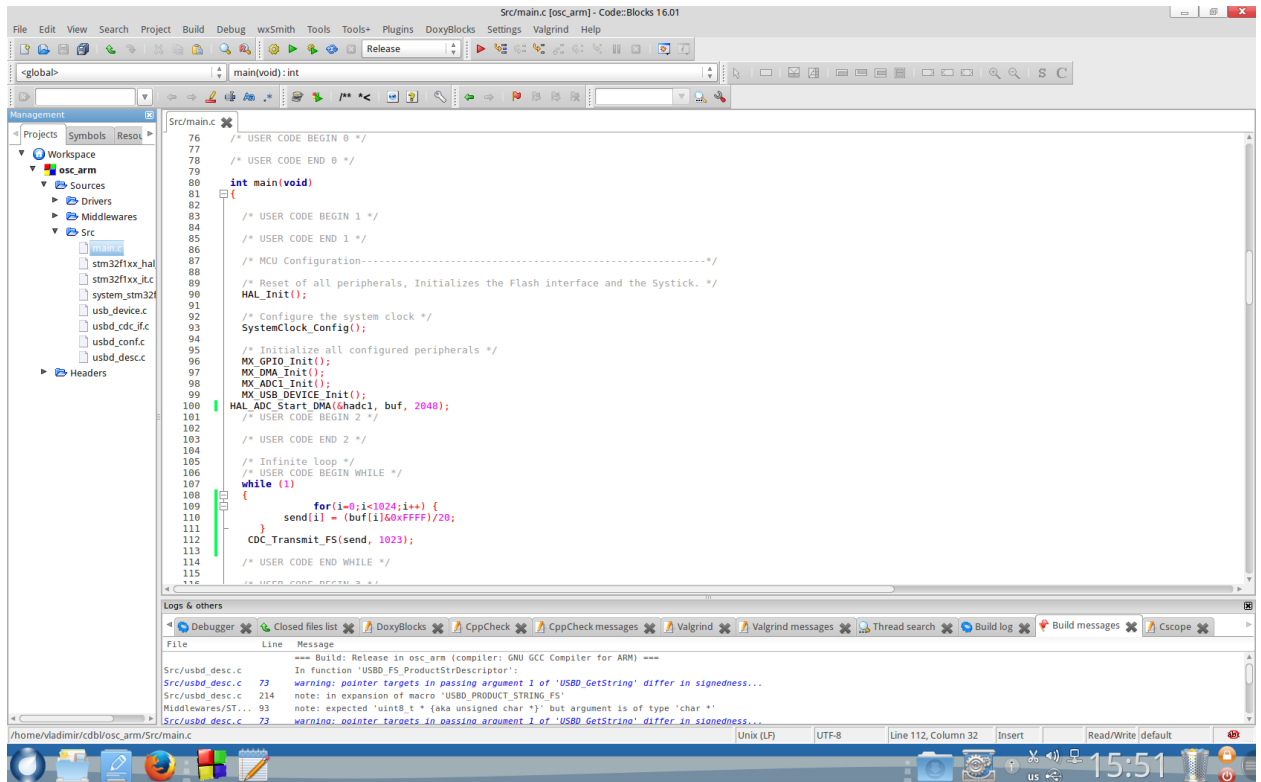 Src/main.c [osc_arm] - Code::Blocks 16.01
File Edit View Search Project Build Debug wxSmith Tools Tools+ Plugins DoxyBlocks Settings Valgrind Help
Release
<global> main(void) : int S C
/** *<
Management
Projects Symbols Resou
Workspace
osc_arm
Sources
Drivers
Middlewares
Src
main.c
stm32f1xx_hal
stm32f1xx_it.c
system_stm32f
usb_device.c
usbd_cdc_if.c
usbd_conf.c
usbd_desc.c
Headers
Src/main.c
76 /* USER CODE BEGIN 0 */
77
78 /* USER CODE END 0 */
79
80 int main(void)
81 {
82
83 /* USER CODE BEGIN 1 */
84
85 /* USER CODE END 1 */
86
87 /* MCU Configuration----------------------------------------------------------*/
88
89 /* Reset of all peripherals, Initializes the Flash interface and the Systick. */
90 HAL_Init();
91
92 /* Configure the system clock */
93 SystemClock_Config();
94
95 /* Initialize all configured peripherals */
96 MX_GPIO_Init();
97 MX_DMA_Init();
98 MX_ADC1_Init();
99 MX_USB_DEVICE_Init();
100 HAL_ADC_Start_DMA(&hadc1, buf, 2048);
101 /* USER CODE BEGIN 2 */
102
103 /* USER CODE END 2 */
104
105 /* Infinite loop */
106 /* USER CODE BEGIN WHILE */
107 while (1)
108 {
109 for(i=0;i<1024;i++) {
110 send[i] = (buf[i]&0xFFFF)/20;
111 }
112 CDC_Transmit_FS(send, 1023);
113
114 /* USER CODE END WHILE */
115
116 /* USER CODE BEGIN 3 */
Logs & others
Debugger Closed files list DoxyBlocks CppCheck CppCheck messages Valgrind Valgrind messages Thread search Build log Build messages Cscope
File Line Message
=== Build: Release in osc_arm (compiler: GNU GCC Compiler for ARM) ===
Src/usbd_desc.c In function 'USBD_FS_ProductStrDescriptor':
Src/usbd_desc.c 73 warning: pointer targets in passing argument 1 of 'USBD_GetString' differ in signedness...
Src/usbd_desc.c 214 note: in expansion of macro 'USBD_PRODUCT_STRING_FS'
Middlewares/ST... 93 note: expected 'uint8_t * {aka unsigned char *}' but argument is of type 'char *'
Src/usbd_desc.c 73 warning: pointer targets in passing argument 1 of 'USBD_GetString' differ in signedness...
/home/vladimir/cdbl/osc_arm/Src/main.c Unix (LF) UTF-8 Line 112, Column 32 Insert Read/Write default
us 15:51